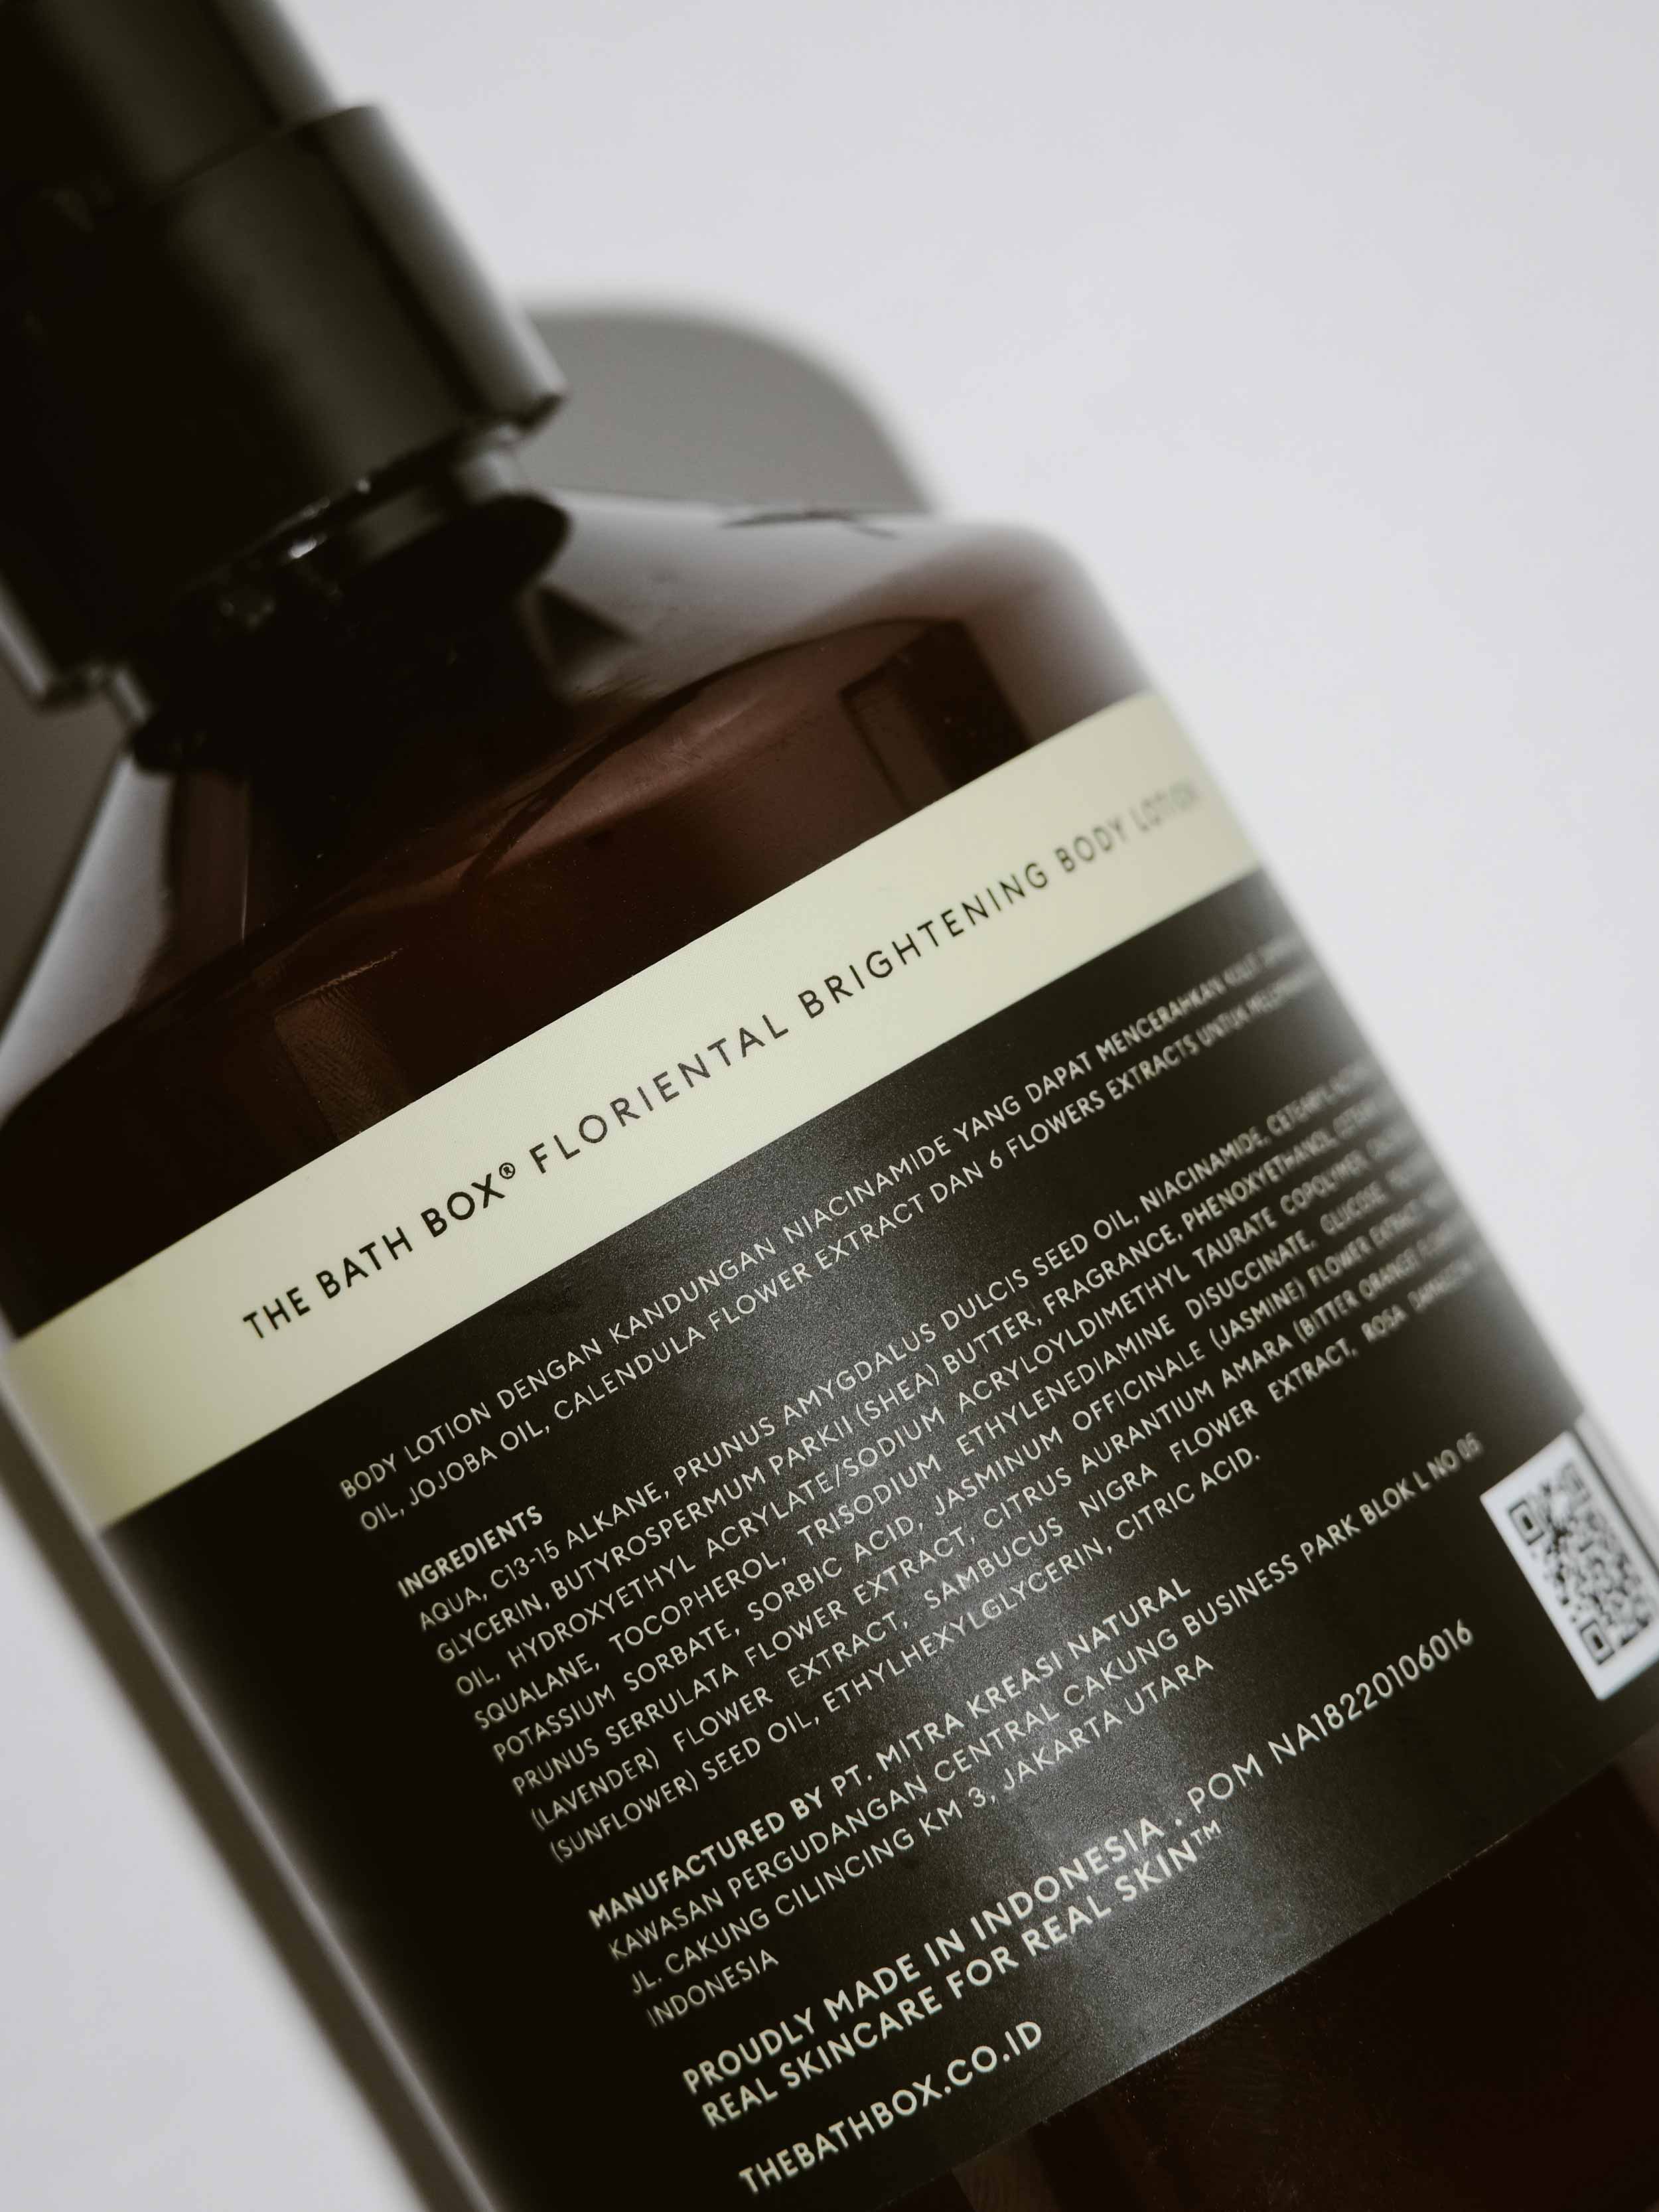 THE BATH BOX® FLORIENTAL BRIGHTENING BODY LOTION
BODY LOTION DENGAN KANDUNGAN NIACINAMIDE YANG DAPAT MENCERAHKAN KULIT
OIL, JOJOBA OIL, CALENDULA FLOWER EXTRACT DAN 6 FLOWERS EXTRACTS UNTUK
INGREDIENTS
AQUA, C13-15 ALKANE, PRUNUS AMYGDALUS DULCIS SEED OIL, NIACINAMIDE,
GLYCERIN, BUTYROSPERMUM PARKII (SHEA) BUTTER, FRAGRANCE, PHENOXYETHANOL,
OIL, HYDROXYETHYL ACRYLATE/SODIUM ACRYLOYLDIMETHYL TAURATE COPOLYMER,
SQUALANE, TOCOPHEROL, TRISODIUM ETHYLENEDIAMINE DISUCCINATE, GLUCOSE,
POTASSIUM SORBATE, SORBIC ACID, JASMINUM OFFICINALE (JASMINE) FLOWER EXTRACT,
PRUNUS SERRULATA FLOWER EXTRACT, CITRUS AURANTIUM AMARA (BITTER ORANGE)
(LAVENDER) FLOWER EXTRACT, SAMBUCUS NIGRA FLOWER EXTRACT, ROSA
(SUNFLOWER) SEED OIL, ETHYLHEXYLGLYCERIN, CITRIC ACID.
MANUFACTURED BY PT. MITRA KREASI NATURAL
KAWASAN PERGUDANGAN CENTRAL CAKUNG BUSINESS PARK BLOK L NO 05
JL. CAKUNG CILINCING KM 3, JAKARTA UTARA
INDONESIA
PROUDLY MADE IN INDONESIA . POM NA18220106016
REAL SKINCARE FOR REAL SKIN™
THEBATHBOX.CO.ID